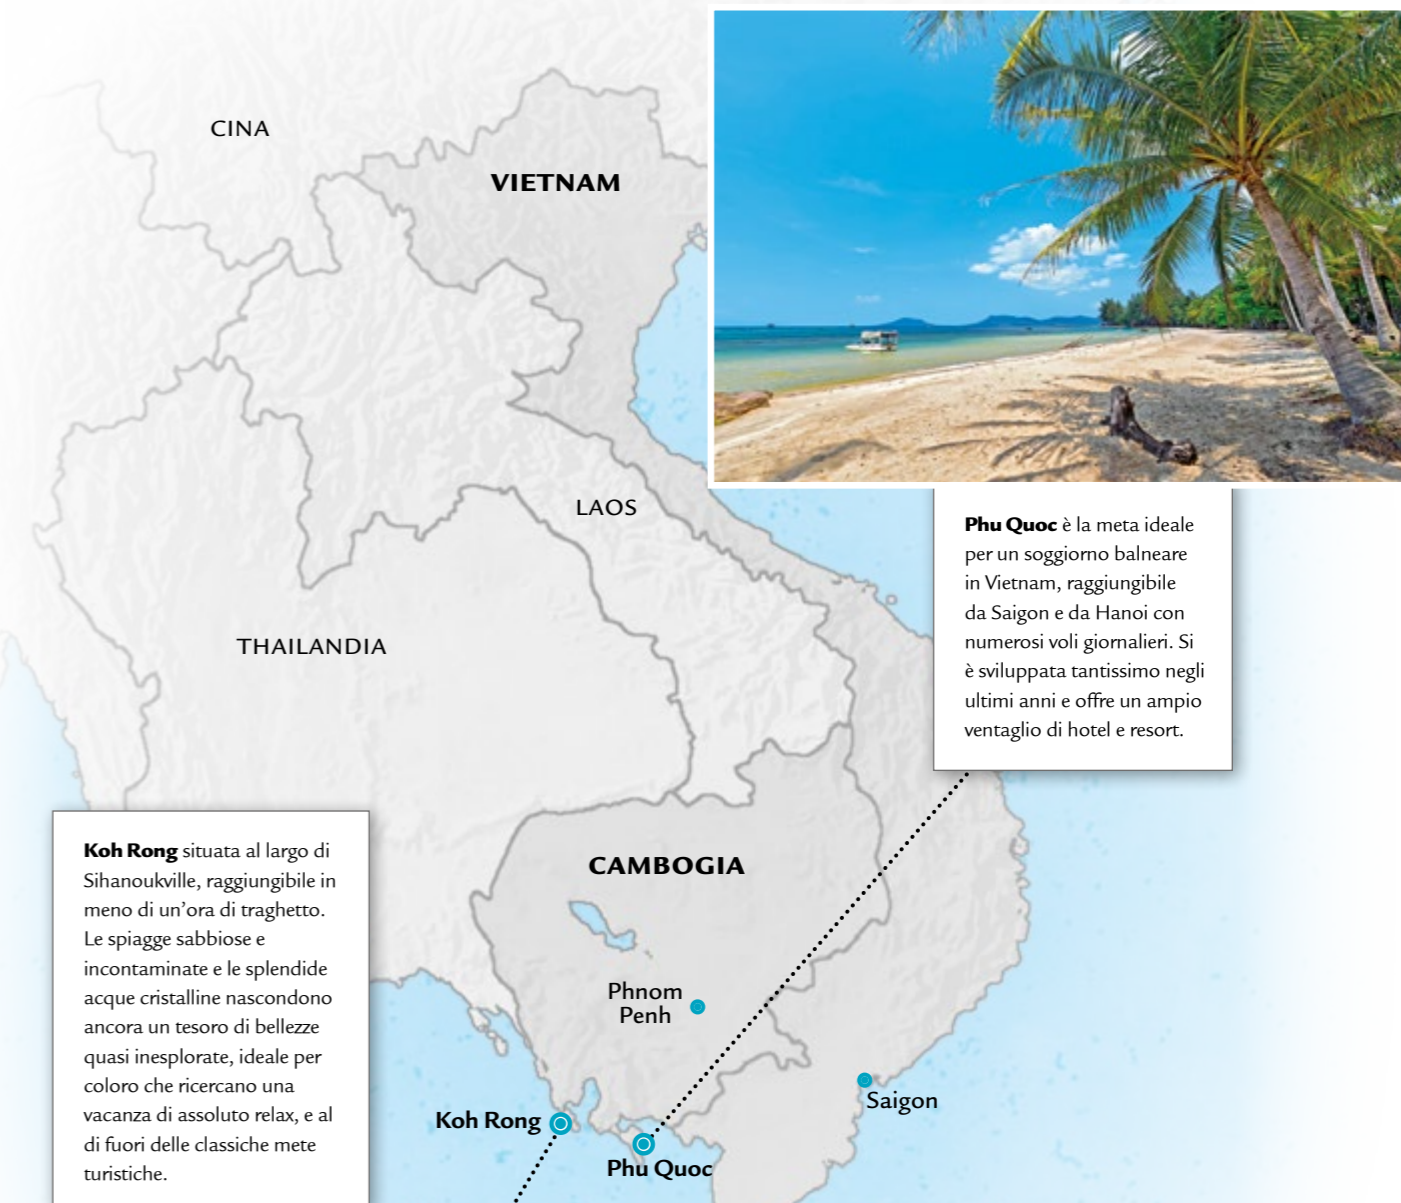 CINA
VIETNAM
LAOS
Phu Quoc è la meta ideale
per un soggiorno balneare
in Vietnam, raggiungibile
da Saigon e da Hanoi con
numerosi voli giornalieri. Si
è sviluppata tantissimo negli
ultimi anni e offre un ampio
ventaglio di hotel e resort.
THAILANDIA
Koh Rong situata al largo di
Sihanoukville, raggiungibile in
meno di un’ora di traghetto.
Le spiagge sabbiose e
incontaminate e le splendide
acque cristalline nascondono
ancora un tesoro di bellezze
quasi inesplorate, ideale per
coloro che ricercano una
vacanza di assoluto relax, e al
di fuori delle classiche mete
turistiche.
CAMBOGIA
Phnom
Penh
Saigon
Koh Rong
Phu Quoc